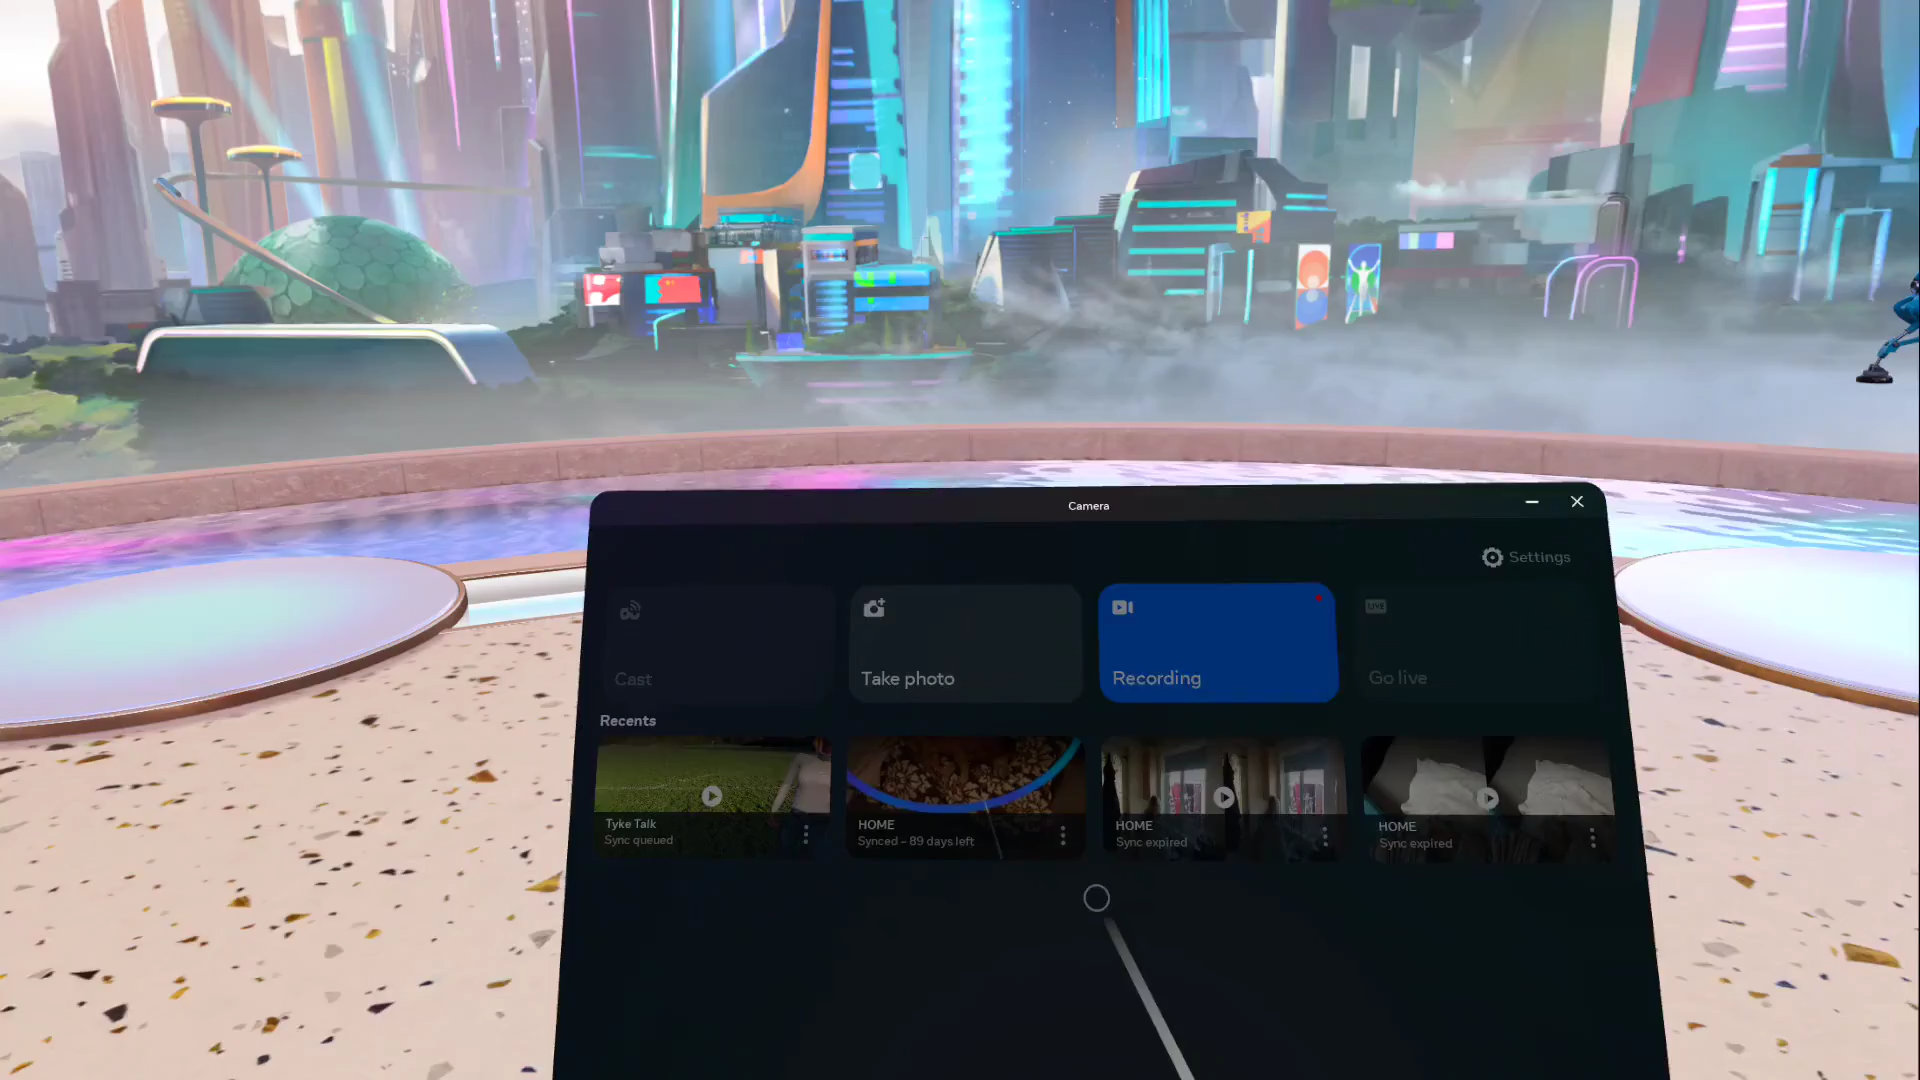 Camera
Settings
Cast
Take photo
Recording
LIVE
Go live
Recents
Tyke Talk
Sync queued
HOME
Synced – 89 days left
HOME
Sync expired
HOME
Sync expired